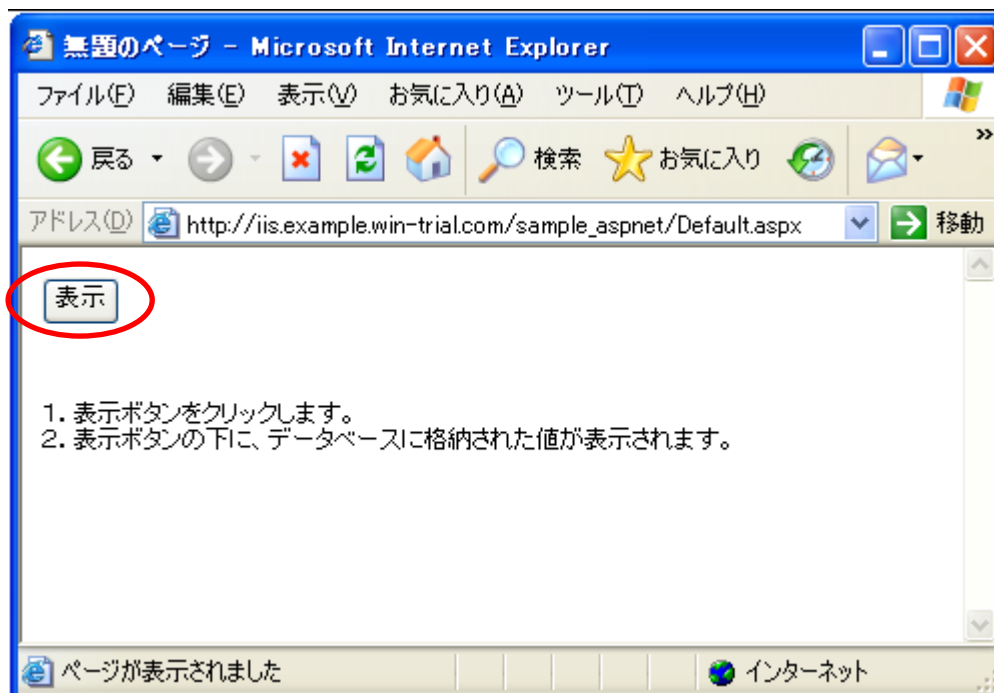 無題のページ - Microsoft Internet Explorer
ファイル(F) 編集(E) 表示(V) お気に入り(A) ツール(T) ヘルプ(H)
戻る 検索 お気に入り »
アドレス(D) http://iis.example.win-trial.com/sample_aspnet/Default.aspx 移動
表示
1. 表示ボタンをクリックします。
2. 表示ボタンの下に、データベースに格納された値が表示されます。
ページが表示されました インターネット